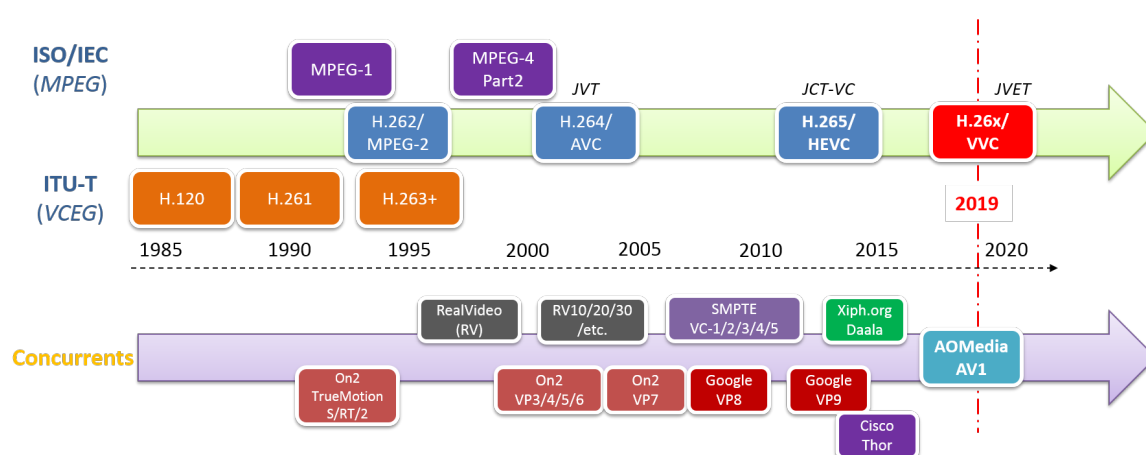 ISO/IEC
(MPEG)
MPEG-1
MPEG-4
Part2
JVT
JCT-VC
JVET
H.262/
MPEG-2
H.264/
AVC
H.265/
HEVC
H.26x/
VVC
ITU-T
(VCEG)
H.120
H.261
H.263+
2019
1985
1990
1995
2000
2005
2010
2015
2020
Concurrents
RealVideo
(RV)
RV10/20/30
/etc.
SMPTE
VC-1/2/3/4/5
Xiph.org
Daala
AOMedia
AV1
On2
TrueMotion
S/RT/2
On2
VP3/4/5/6
On2
VP7
Google
VP8
Google
VP9
Cisco
Thor